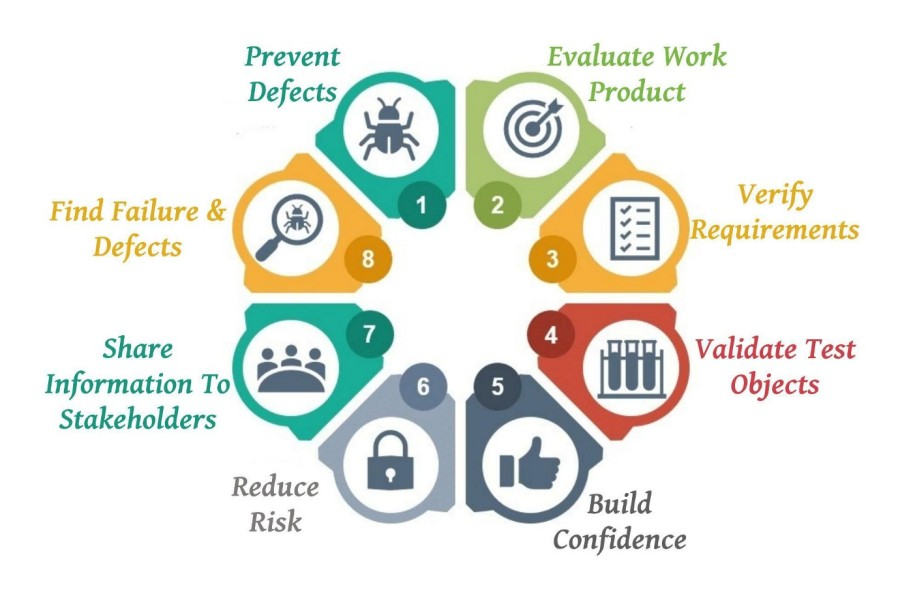 Prevent
Defects
1
Evaluate Work
Product
2
Verify
Requirements
3
Validate Test
Objects
4
Build
Confidence
5
Reduce
Risk
6
Share
Information To
Stakeholders
7
Find Failure &
Defects
8